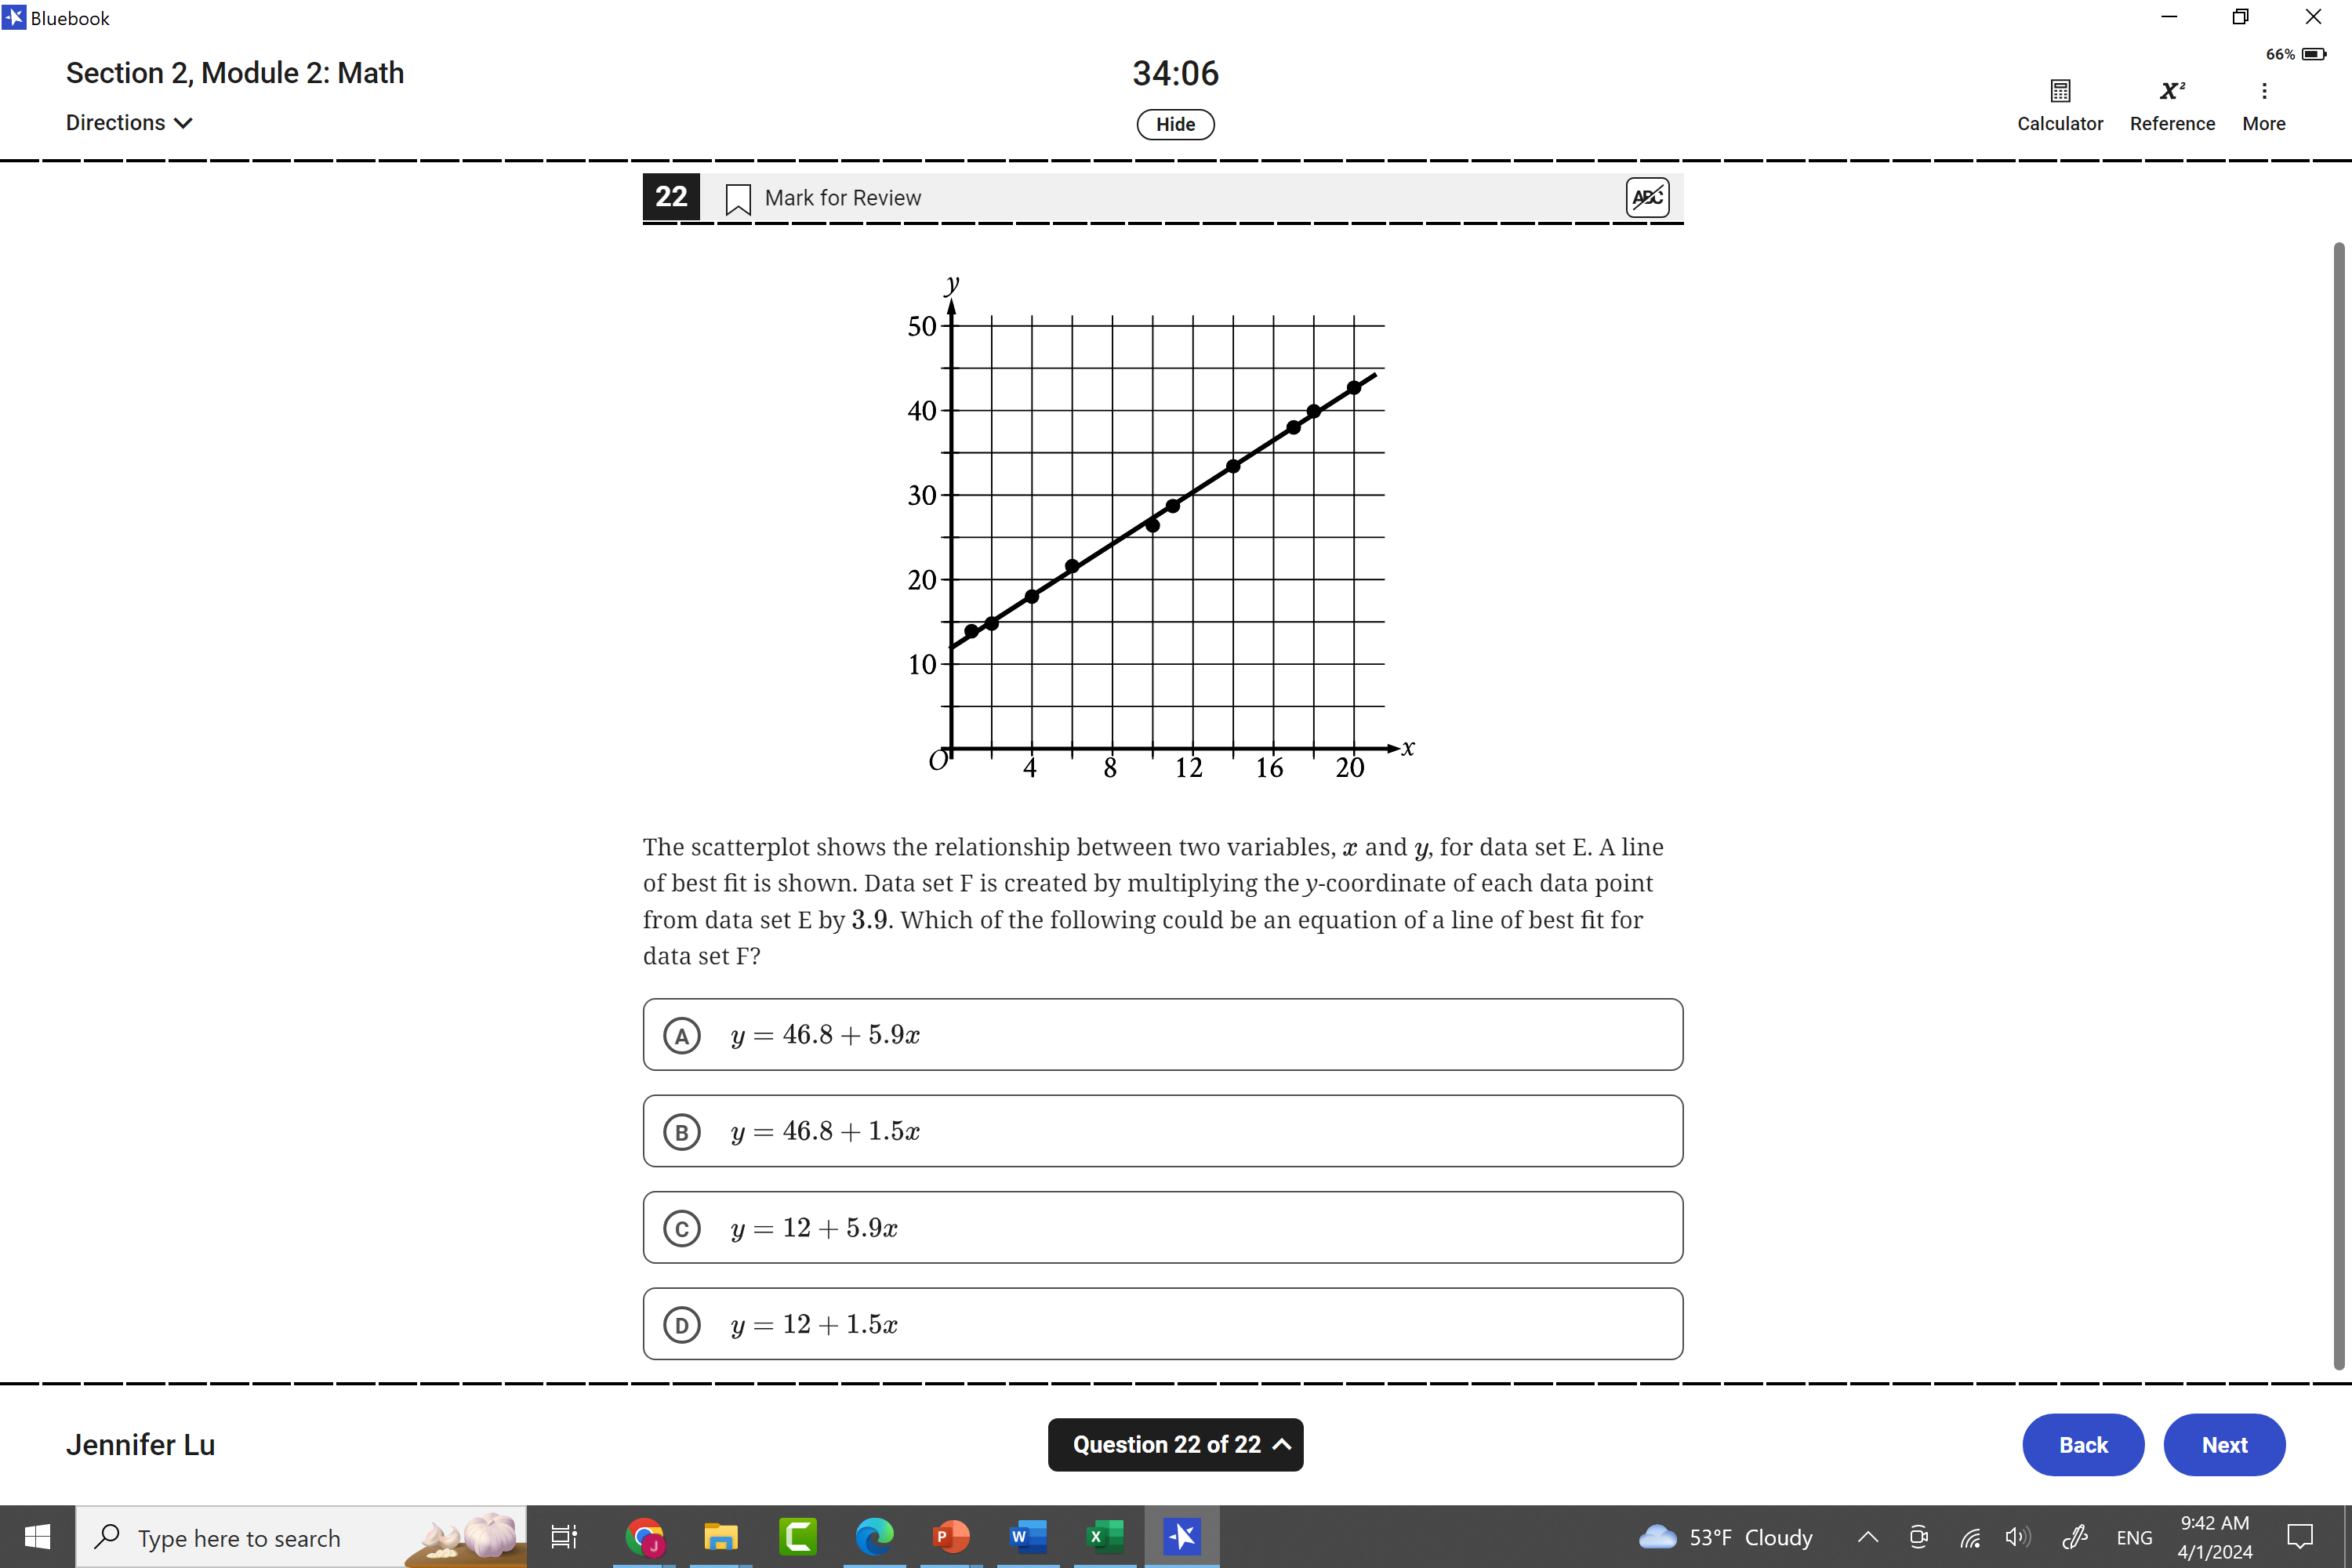 Bluebook
66%
Section 2, Module 2: Math
34:06
Directions
Hide
Calculator
Reference
More
22
Mark for Review
ABC
y
50
40
30
20
10
O
4 8 12 16 20
x
The scatterplot shows the relationship between two variables, x and y, for data set E. A line
of best fit is shown. Data set F is created by multiplying the y-coordinate of each data point
from data set E by 3.9. Which of the following could be an equation of a line of best fit for
data set F?
A y = 46.8 + 5.9x
B y = 46.8 + 1.5x
C y = 12 + 5.9x
D y = 12 + 1.5x
Jennifer Lu
Question 22 of 22
Back
Next
Type here to search
53°F Cloudy
ENG
9:42 AM
4/1/2024